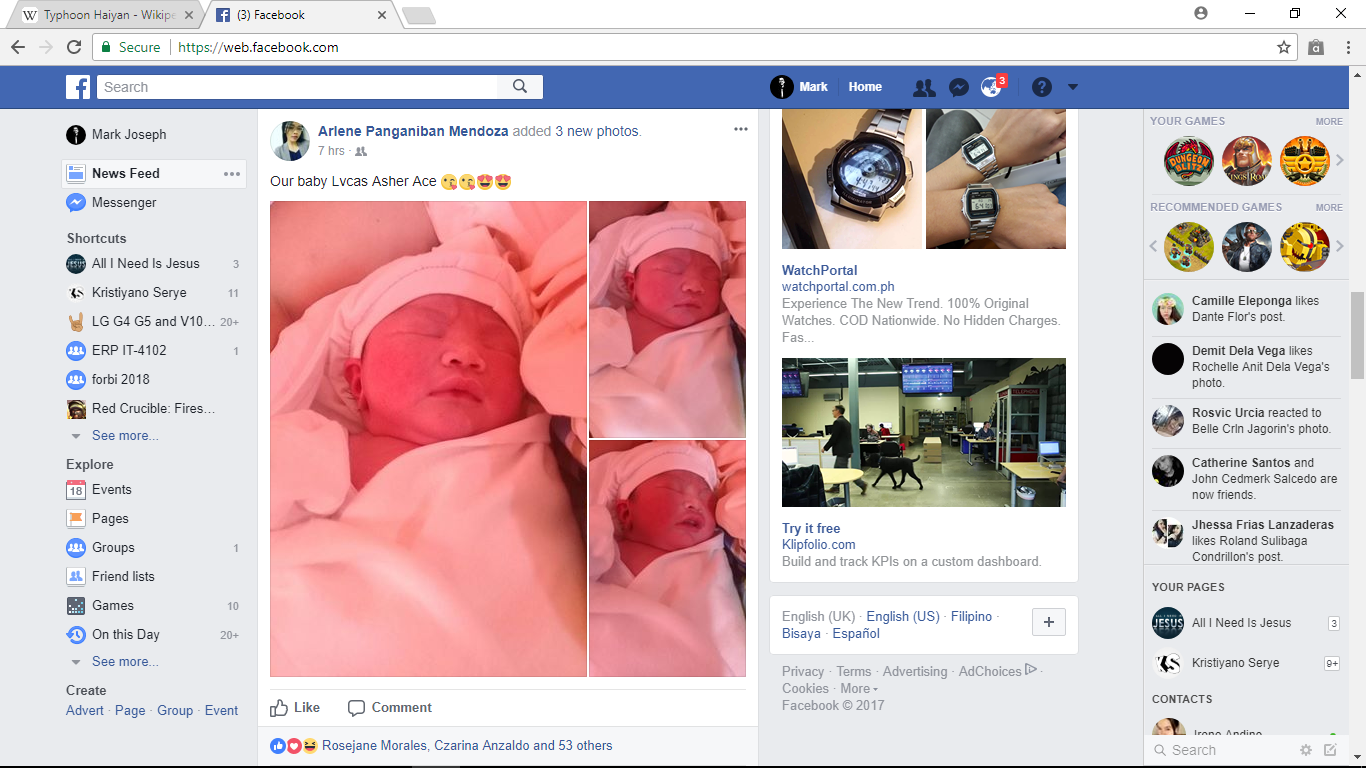 Typhoon Haiyan - Wikipe
(3) Facebook
Secure
https://web.facebook.com
Search
Mark
Home
3
Mark Joseph
News Feed
Messenger
Shortcuts
All I Need Is Jesus 3
Kristiyano Serye 11
LG G4 G5 and V10... 20+
ERP IT-4102 1
forbi 2018
Red Crucible: Fires...
See more...
Explore
18 Events
Pages
Groups 1
Friend lists
Games 10
On this Day 20+
See more...
Create
Advert · Page · Group · Event
Arlene Panganiban Mendoza added 3 new photos.
7 hrs ·
Our baby Lvcas Asher Ace 😘😘😍😍
Like
Comment
Rosejane Morales, Czarina Anzaldo and 53 others
WatchPortal
watchportal.com.ph
Experience The New Trend. 100% Original
Watches. COD Nationwide. No Hidden Charges.
Fas...
Try it free
Klipfolio.com
Build and track KPIs on a custom dashboard.
English (UK) · English (US) · Filipino ·
Bisaya · Español
Privacy · Terms · Advertising · AdChoices ·
Cookies · More
Facebook © 2017
YOUR GAMES MORE
RECOMMENDED GAMES MORE
Camille Eleponga likes
Dante Flor's post.
Demit Dela Vega likes
Rochelle Anit Dela Vega's
photo.
Rosvic Urcia reacted to
Belle Crln Jagorin's photo.
Catherine Santos and
John Cedmerk Salcedo are
now friends.
Jhessa Frias Lanzaderas
likes Roland Sulibaga
Condrillon's post.
YOUR PAGES
All I Need Is Jesus 3
Kristiyano Serye 9+
CONTACTS
Search